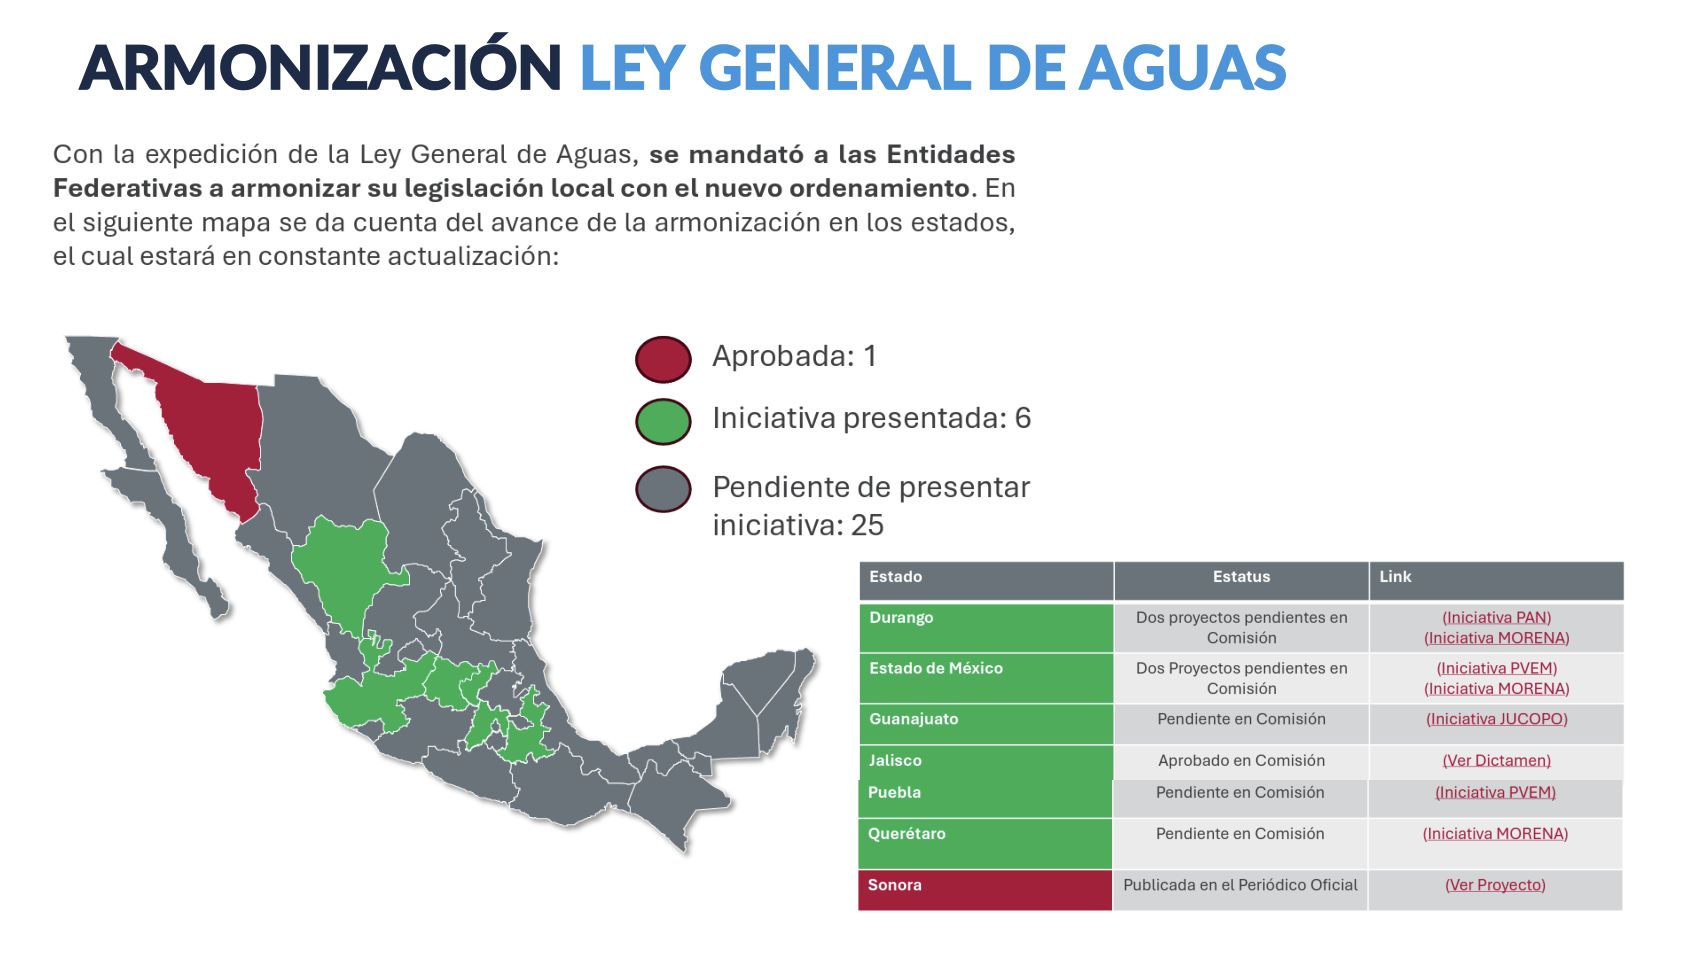 ARMONIZACIÓN LEY GENERAL DE AGUAS
Con la expedición de la Ley General de Aguas, se mandató a las Entidades
Federativas a armonizar su legislación local con el nuevo ordenamiento. En
el siguiente mapa se da cuenta del avance de la armonización en los estados,
el cual estará en constante actualización:
Aprobada: 1
Iniciativa presentada: 6
Pendiente de presentar
iniciativa: 25
Estado Estatus Link
Durango Dos proyectos pendientes en (Iniciativa PAN)
Comisión (Iniciativa MORENA)
Estado de México Dos Proyectos pendientes en (Iniciativa PVEM)
Comisión (Iniciativa MORENA)
Guanajuato Pendiente en Comisión (Iniciativa JUCOPO)
Jalisco Aprobado en Comisión (Ver Dictamen)
Puebla Pendiente en Comisión (Iniciativa PVEM)
Querétaro Pendiente en Comisión (Iniciativa MORENA)
Sonora Publicada en el Periódico Oficial (Ver Proyecto)